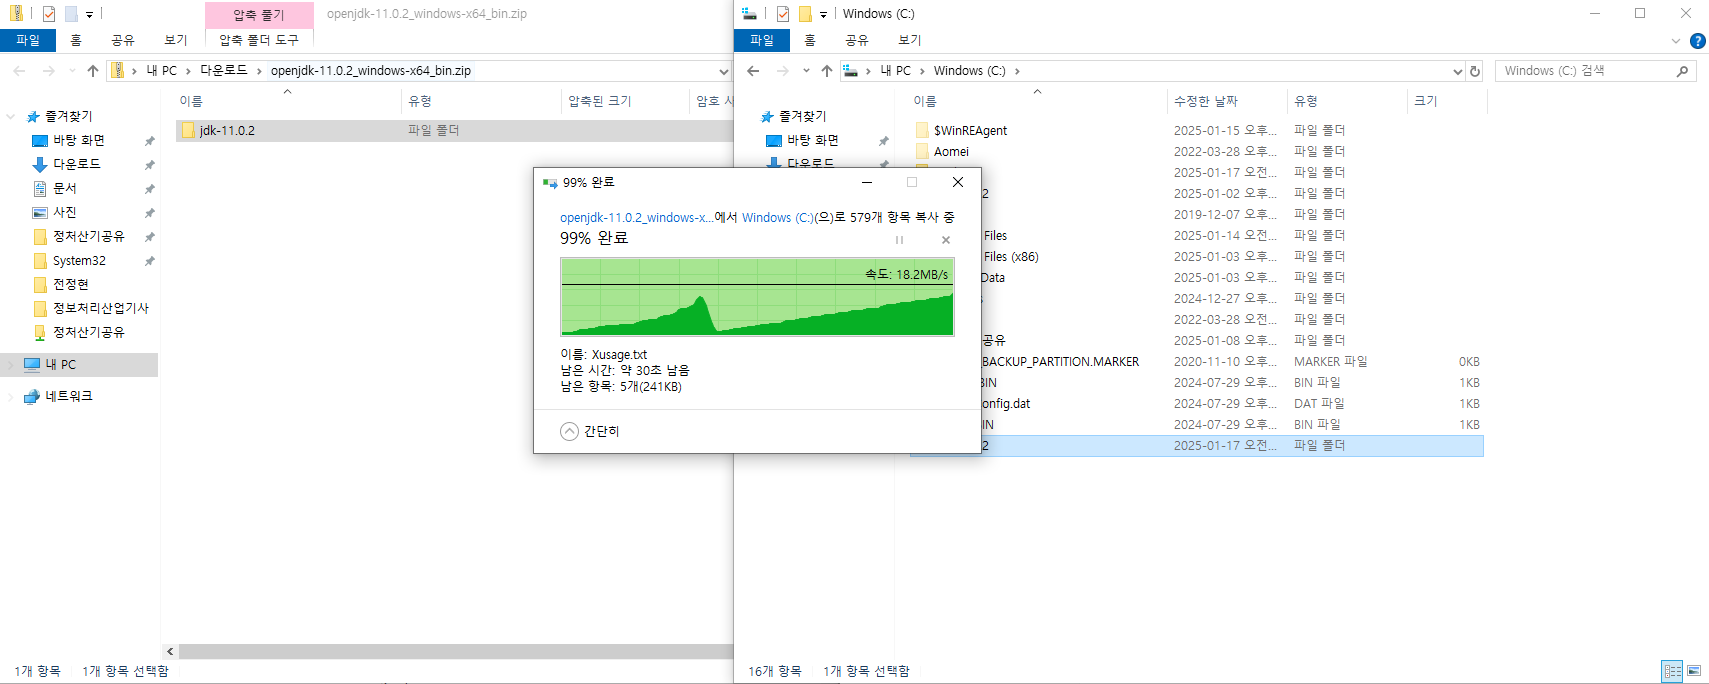 압축 풀기
openjdk-11.0.2_windows-x64_bin.zip
파일
홈
공유
보기
압축 폴더 도구
내 PC
다운로드
openjdk-11.0.2_windows-x64_bin.zip
즐겨찾기
바탕 화면
다운로드
문서
사진
정처산기공유
System32
전정현
정보처리산업기사
정처산기공유
내 PC
네트워크
이름
유형
압축된 크기
암호 사
jdk-11.0.2
파일 폴더
1개 항목
1개 항목 선택함
Windows (C:)
파일
홈
공유
보기
내 PC
Windows (C:)
Windows (C:) 검색
즐겨찾기
바탕 화면
다운로드
이름
수정한 날짜
유형
크기
$WinREAgent 2025-01-15 오후... 파일 폴더
Aomei 2022-03-28 오후... 파일 폴더
2025-01-17 오후... 파일 폴더
2 2025-01-02 오후... 파일 폴더
2019-12-07 오후... 파일 폴더
Files 2025-01-14 오후... 파일 폴더
Files (x86) 2025-01-03 오후... 파일 폴더
Data 2025-01-03 오후... 파일 폴더
s 2024-12-27 오후... 파일 폴더
2022-03-28 오후... 파일 폴더
공유 2025-01-08 오후... 파일 폴더
_BACKUP_PARTITION.MARKER 2020-11-10 오후... MARKER 파일 0KB
BIN 2024-07-29 오후... BIN 파일 1KB
onfig.dat 2024-07-29 오후... DAT 파일 1KB
IN 2024-07-29 오후... BIN 파일 1KB
2 2025-01-17 오전... 파일 폴더
16개 항목
1개 항목 선택함
99% 완료
openjdk-11.0.2_windows-x...에서 Windows (C:)(으)로 579개 항목 복사 중
99% 완료
속도: 18.2MB/s
이름: Xusage.txt
남은 시간: 약 30초 남음
남은 항목: 5개(241KB)
간단히